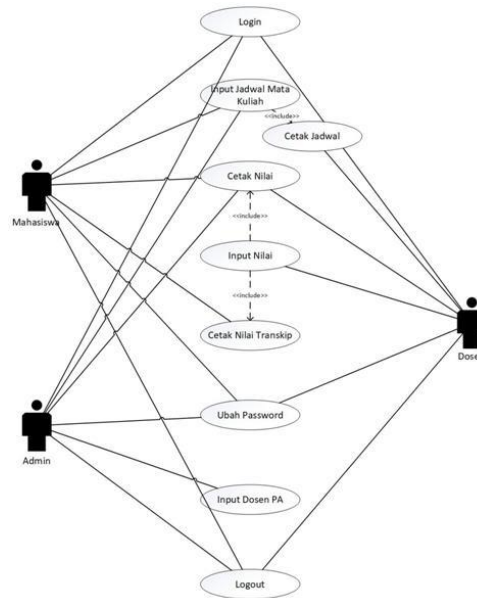 Login
Input Jadwal Mata
Kuliah
<<include>>
Cetak Jadwal
Cetak Nilai
Mahasiswa
<<include>>
Input Nilai
<<include>>
Cetak Nilai Transkip
Dosen
Ubah Password
Admin
Input Dosen PA
Logout